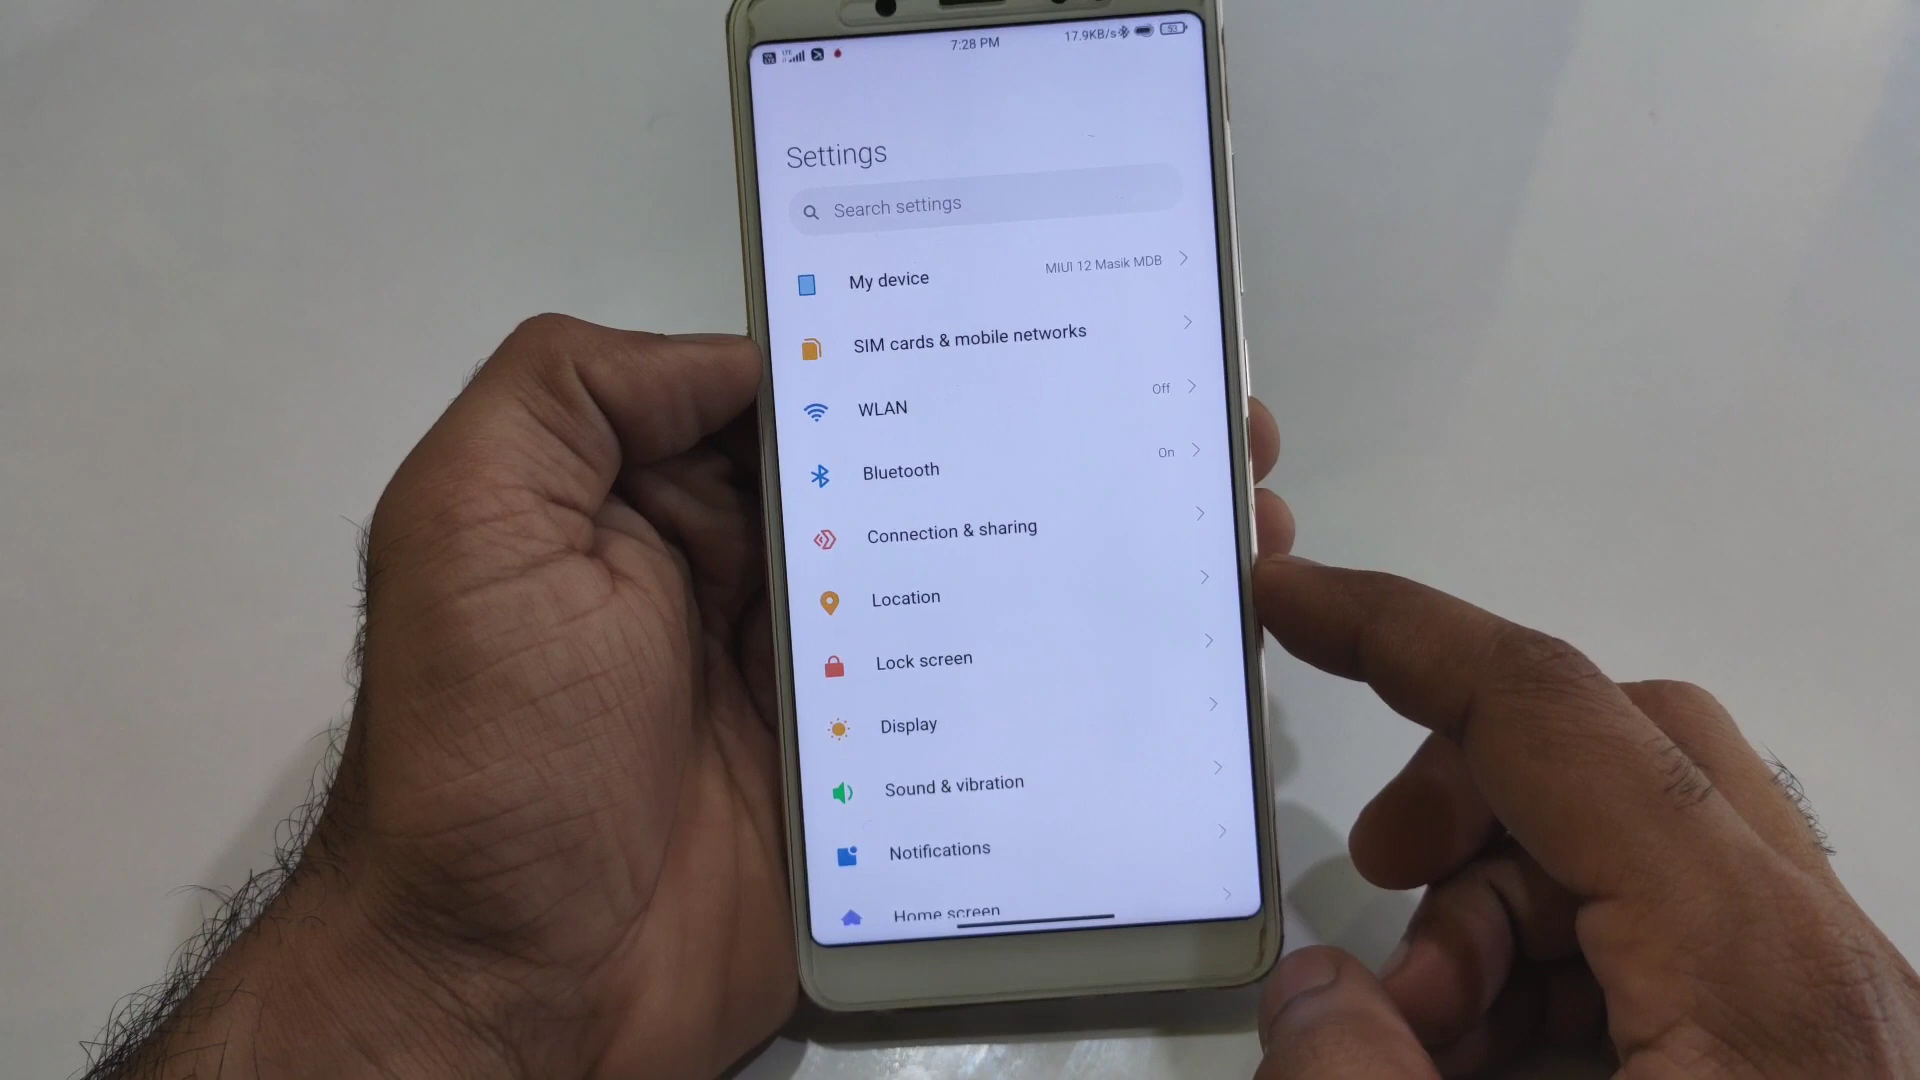 7:28 PM
17.9KB/s
53
Settings
Search settings
My device
MIUI 12 Masik MDB
SIM cards & mobile networks
WLAN
Off
Bluetooth
On
Connection & sharing
Location
Lock screen
Display
Sound & vibration
Notifications
Home screen